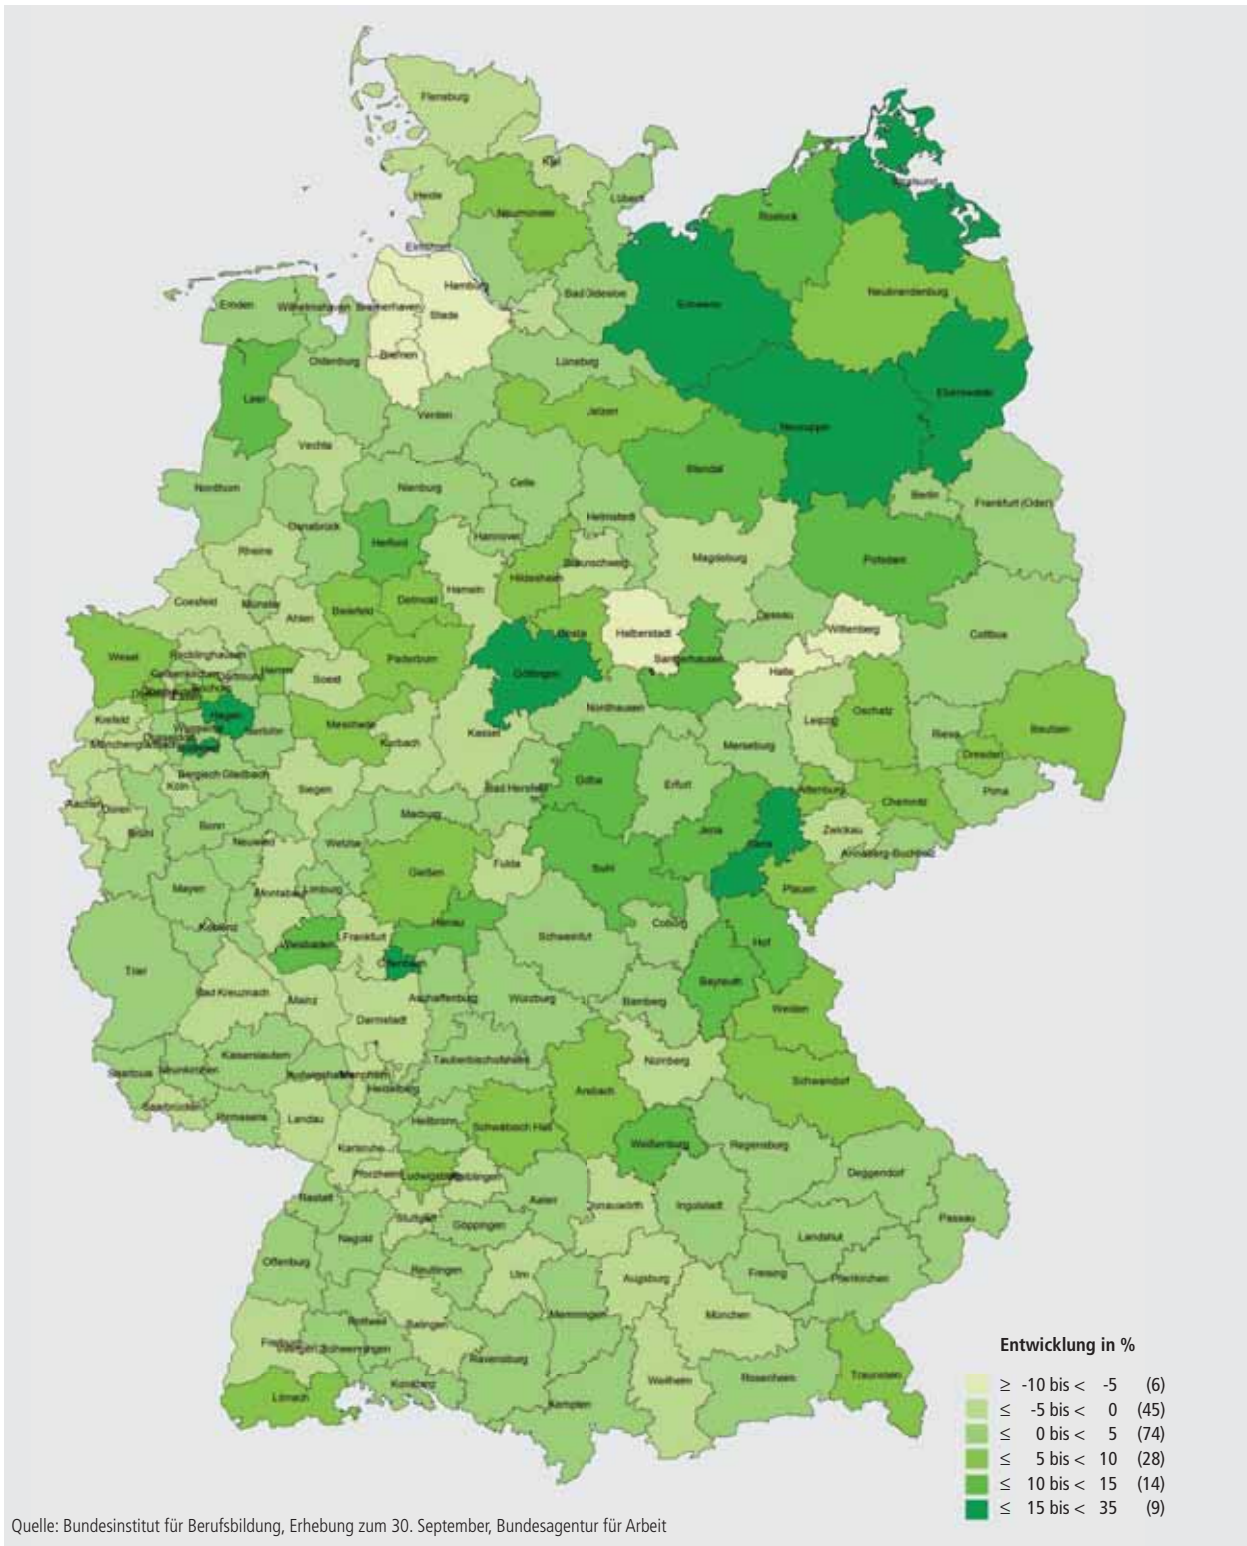 Flensburg
Kiel
Heide
Neumünster
Lübeck
Stralsund
Rostock
Elmshorn
Hamburg
Bad Oldesloe
Schwerin
Neubrandenburg
Emden
Wilhelmshaven
Bremerhaven
Stade
Bremen
Oldenburg
Lüneburg
Eberswalde
Leer
Verden
Uelzen
Neuruppin
Vechta
Stendal
Nordhorn
Nienburg
Celle
Berlin
Frankfurt (Oder)
Helmstedt
Osnabrück
Herford
Hannover
Rheine
Braunschweig
Magdeburg
Potsdam
Hildesheim
Hameln
Coesfeld
Münster
Ahlen
Bielefeld
Detmold
Dessau
Goslar
Halberstadt
Wittenberg
Cottbus
Wesel
Recklinghausen
Paderborn
Sangerhausen
Halle
Gelsenkirchen
Dortmund
Hamm
Soest
Göttingen
Krefeld
Hagen
Meschede
Nordhausen
Leipzig
Oschatz
Wuppertal
Iserlohn
Korbach
Kassel
Merseburg
Riesa
Bautzen
Mönchengladbach
Dresden
Bergisch Gladbach
Köln
Siegen
Bad Hersfeld
Gotha
Erfurt
Altenburg
Chemnitz
Pirna
Aachen
Düren
Brühl
Bonn
Marburg
Jena
Gera
Zwickau
Annaberg-Buchholz
Neuwied
Wetzlar
Gießen
Fulda
Suhl
Plauen
Mayen
Montabaur
Limburg
Koblenz
Hanau
Coburg
Hof
Wiesbaden
Frankfurt
Schweinfurt
Offenbach
Trier
Bayreuth
Bad Kreuznach
Mainz
Aschaffenburg
Würzburg
Bamberg
Weiden
Darmstadt
Kaiserslautern
Tauberbischofsheim
Nürnberg
Saarlouis
Neunkirchen
Ludwigshafen
Mannheim
Heidelberg
Ansbach
Schwandorf
Saarbrücken
Pirmasens
Landau
Heilbronn
Schwäbisch Hall
Karlsruhe
Weißenburg
Regensburg
Pforzheim
Ludwigsburg
Waiblingen
Deggendorf
Rastatt
Aalen
Donauwörth
Ingolstadt
Stuttgart
Göppingen
Passau
Nagold
Landshut
Offenburg
Reutlingen
Ulm
Augsburg
Freising
Pfarrkirchen
Memmingen
München
Rottweil
Balingen
Freiburg
Villingen-Schwenningen
Ravensburg
Weilheim
Rosenheim
Traunstein
Lörrach
Konstanz
Kempten
Entwicklung in %
≥ -10 bis < -5 (6)
≤ -5 bis < 0 (45)
≤ 0 bis < 5 (74)
≤ 5 bis < 10 (28)
≤ 10 bis < 15 (14)
≤ 15 bis < 35 (9)
Quelle: Bundesinstitut für Berufsbildung, Erhebung zum 30. September, Bundesagentur für Arbeit